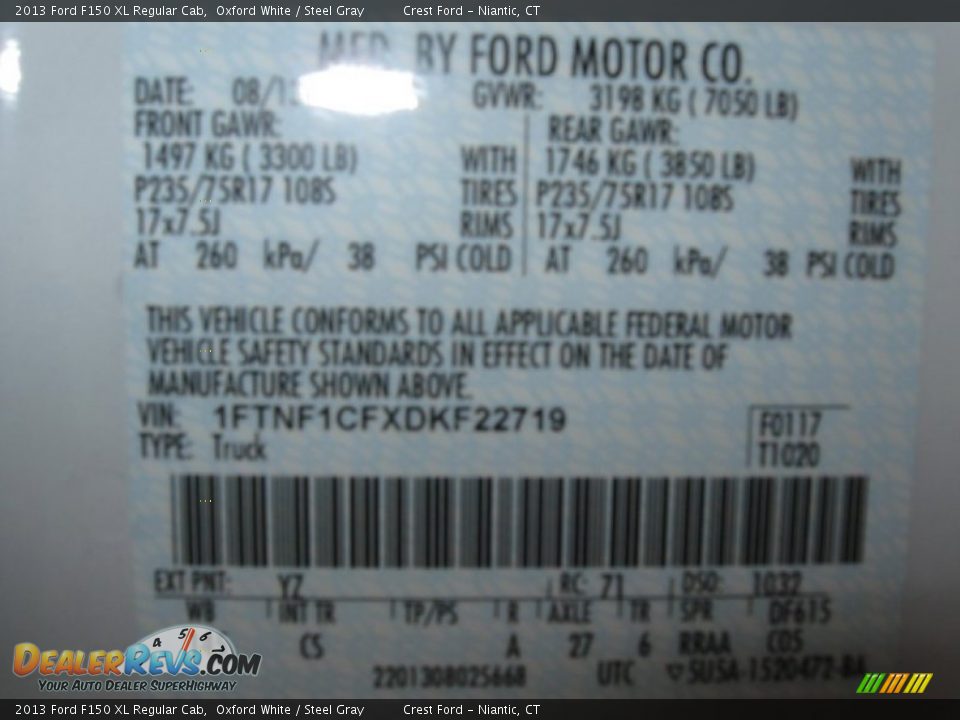 2013 Ford F150 XL Regular Cab, Oxford White / Steel Gray Crest Ford - Niantic, CT
MFD. BY FORD MOTOR CO.
DATE: 08/1 GVWR: 3198 KG ( 7050 LB)
FRONT GAWR: REAR GAWR:
1497 KG ( 3300 LB) WITH 1746 KG ( 3850 LB) WITH
P235/75R17 108S TIRES P235/75R17 108S TIRES
17x7.5J RIMS 17x7.5J RIMS
AT 260 kPa/ 38 PSI COLD AT 260 kPa/ 38 PSI COLD
THIS VEHICLE CONFORMS TO ALL APPLICABLE FEDERAL MOTOR
VEHICLE SAFETY STANDARDS IN EFFECT ON THE DATE OF
MANUFACTURE SHOWN ABOVE.
VIN: 1FTNF1CFXDKF22719 F0117
TYPE: Truck T1020
EXT PNT: YZ RC: 71 DSO: 1032
WB INT TR TP/PS R AXLE TR SPR DF615
CS A 27 6 RRAA C05
2201308025668 UTC 5U5A-1520472-BA
4 5 6 7
DEALERREVS.COM
YOUR AUTO DEALER SUPERHIGHWAY
2013 Ford F150 XL Regular Cab, Oxford White / Steel Gray Crest Ford - Niantic, CT